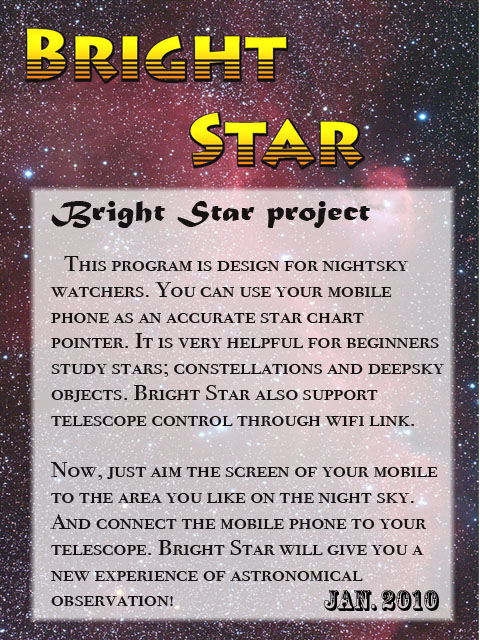 BRIGHT
STAR
Bright Star project
THIS PROGRAM IS DESIGN FOR NIGHTSKY
WATCHERS. YOU CAN USE YOUR MOBILE
PHONE AS AN ACCURATE STAR CHART
POINTER. IT IS VERY HELPFUL FOR BEGINNERS
STUDY STARS; CONSTELLATIONS AND DEEPSKY
OBJECTS. BRIGHT STAR ALSO SUPPORT
TELESCOPE CONTROL THROUGH WIFI LINK.
NOW, JUST AIM THE SCREEN OF YOUR MOBILE
TO THE AREA YOU LIKE ON THE NIGHT SKY.
AND CONNECT THE MOBILE PHONE TO YOUR
TELESCOPE. BRIGHT STAR WILL GIVE YOU A
NEW EXPERIENCE OF ASTRONOMICAL
OBSERVATION!
JAN. 2010